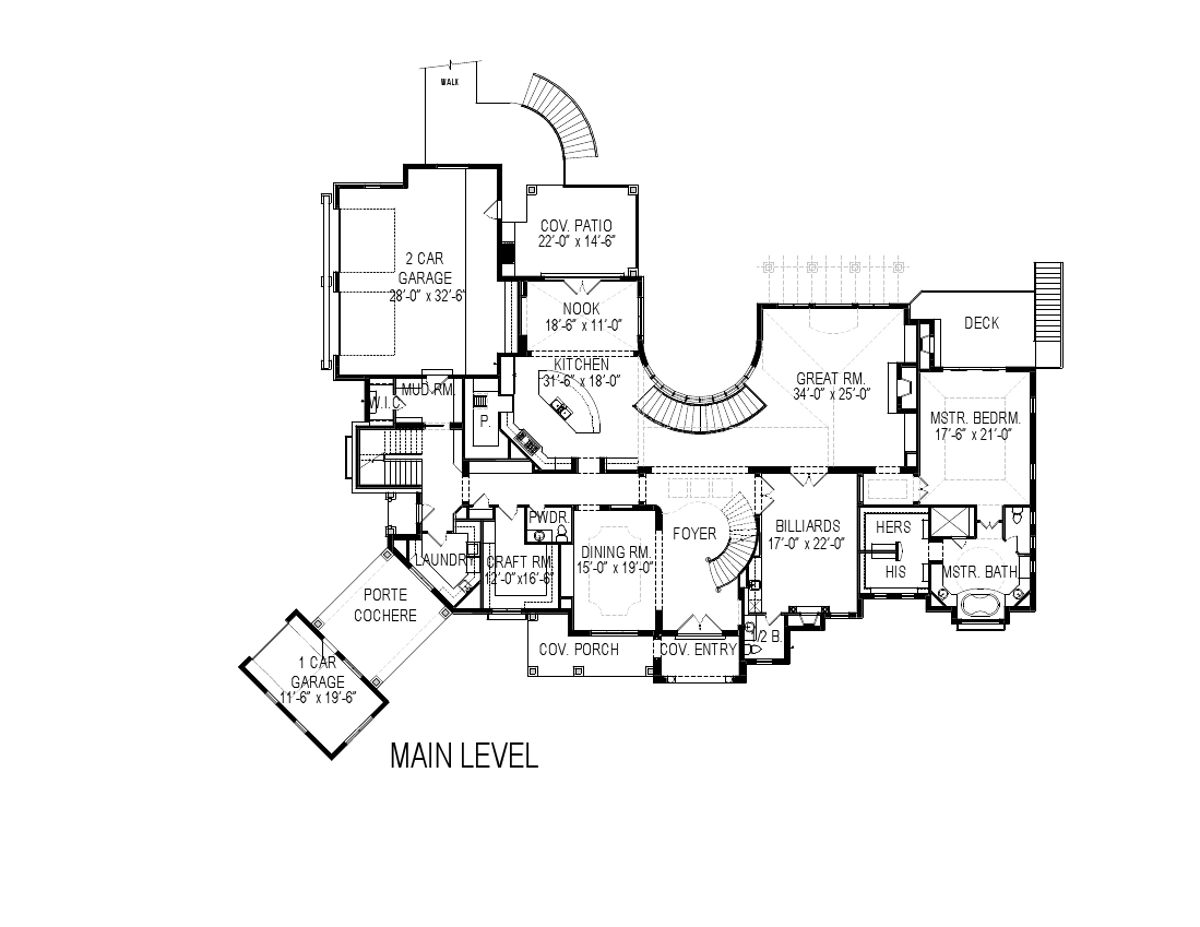 WALK
COV. PATIO
22'-0" x 14'-6"
2 CAR
GARAGE
28'-0" x 32'-6"
NOOK
18'-6" x 11'-0"
DECK
KITCHEN
31'-6" x 18'-0"
GREAT RM.
34'-0" x 25'-0"
MUD RM.
W.I.C.
P.
MSTR. BEDRM.
17'-6" x 21'-0"
PWDR.
FOYER
BILLIARDS
17'-0" x 22'-0"
HERS
HIS
MSTR. BATH
LAUNDRY
CRAFT RM.
12'-0"x16'-6"
DINING RM.
15'-0" x 19'-0"
PORTE
COCHERE
1/2 B.
COV. PORCH
COV. ENTRY
1 CAR
GARAGE
11'-6" x 19'-6"
MAIN LEVEL